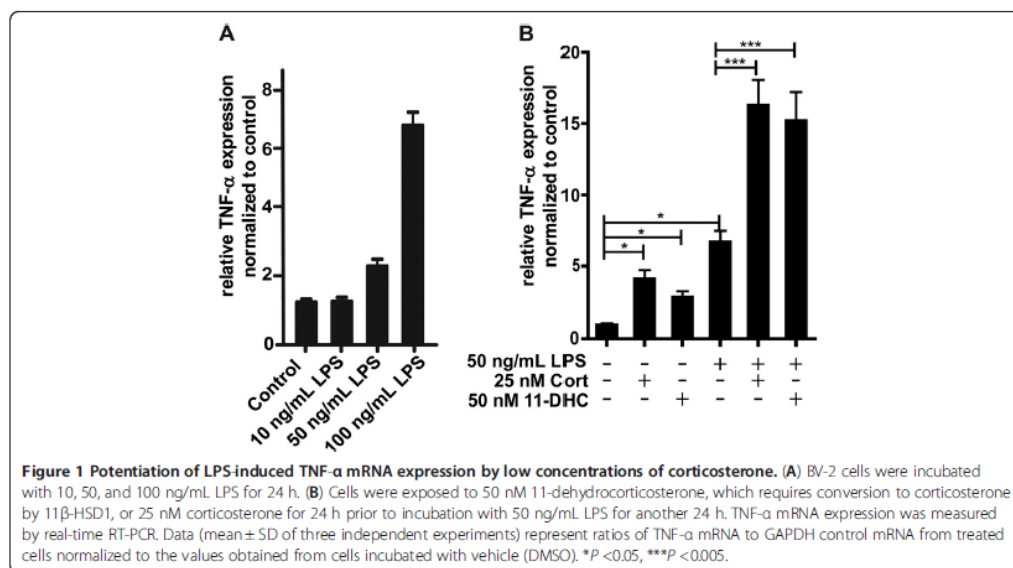 A
relative TNF-α expression
normalized to control
8
6
4
2
0
Control
10 ng/mL LPS
50 ng/mL LPS
100 ng/mL LPS
B
relative TNF-α expression
normalized to control
20
15
10
5
0
*
*
*
***
***
50 ng/mL LPS - - - + + +
25 nM Cort - + - - + -
50 nM 11-DHC - - + - - +
Figure 1 Potentiation of LPS-induced TNF-α mRNA expression by low concentrations of corticosterone. (A) BV-2 cells were incubated
with 10, 50, and 100 ng/mL LPS for 24 h. (B) Cells were exposed to 50 nM 11-dehydrocorticosterone, which requires conversion to corticosterone
by 11β-HSD1, or 25 nM corticosterone for 24 h prior to incubation with 50 ng/mL LPS for another 24 h. TNF-α mRNA expression was measured
by real-time RT-PCR. Data (mean ± SD of three independent experiments) represent ratios of TNF-α mRNA to GAPDH control mRNA from treated
cells normalized to the values obtained from cells incubated with vehicle (DMSO). *P <0.05, ***P <0.005.